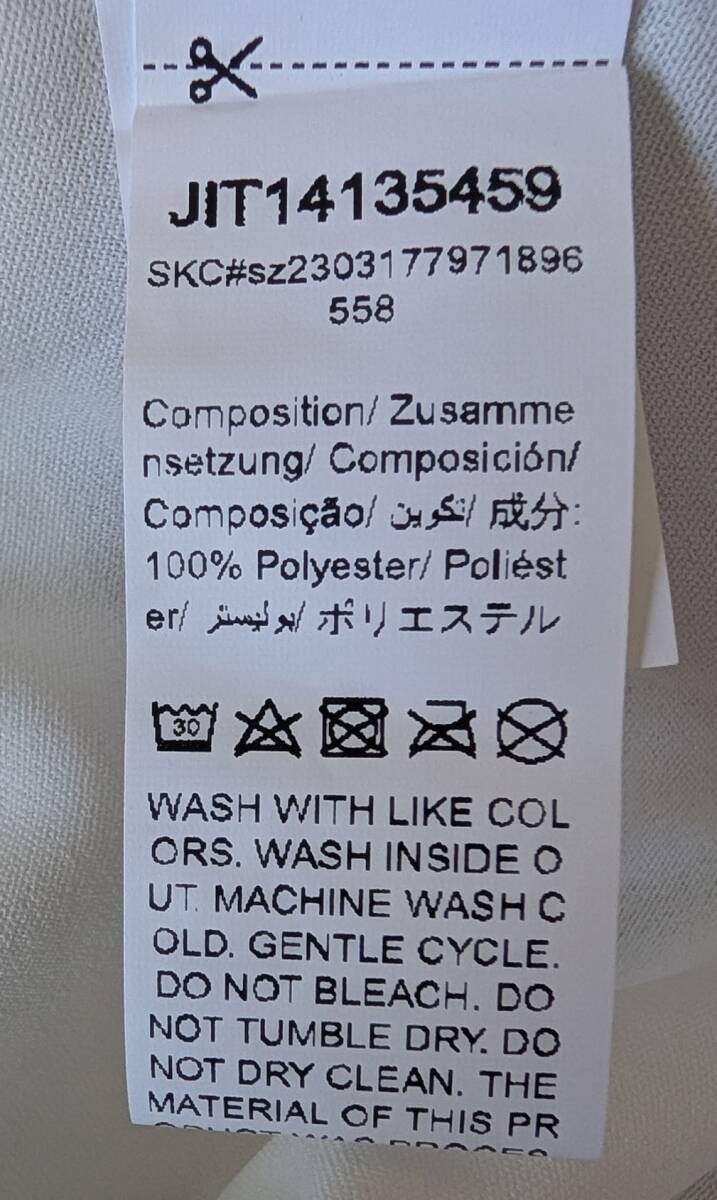 JIT14135459
SKC#sz2303177971896
558
Composition/ Zusamme
nsetzung/ Composición/
Composição/ تكوين/ 成分:
100% Polyester/ Poliést
er/ بوليستر/ ポリエステル
30
WASH WITH LIKE COL
ORS. WASH INSIDE O
UT. MACHINE WASH C
OLD. GENTLE CYCLE.
DO NOT BLEACH. DO
NOT TUMBLE DRY. DO
NOT DRY CLEAN. THE
MATERIAL OF THIS PR